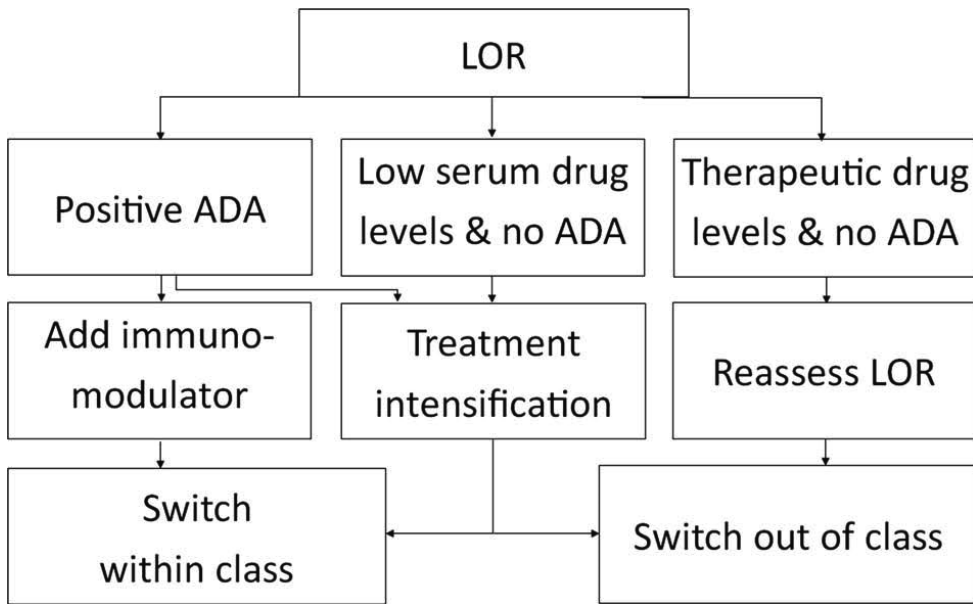 LOR
Positive ADA
Low serum drug
levels & no ADA
Therapeutic drug
levels & no ADA
Add immuno-
modulator
Treatment
intensification
Reassess LOR
Switch
within class
Switch out of class